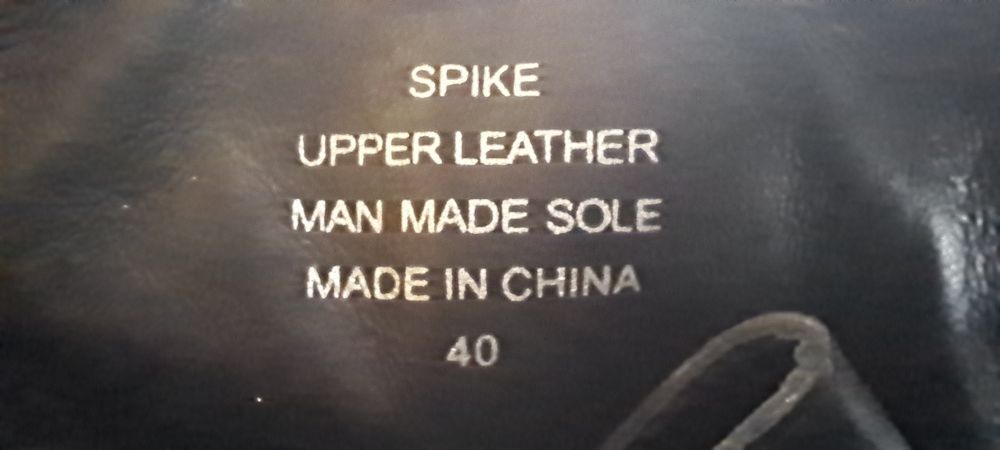 SPIKE
UPPER LEATHER
MAN MADE SOLE
MADE IN CHINA
40